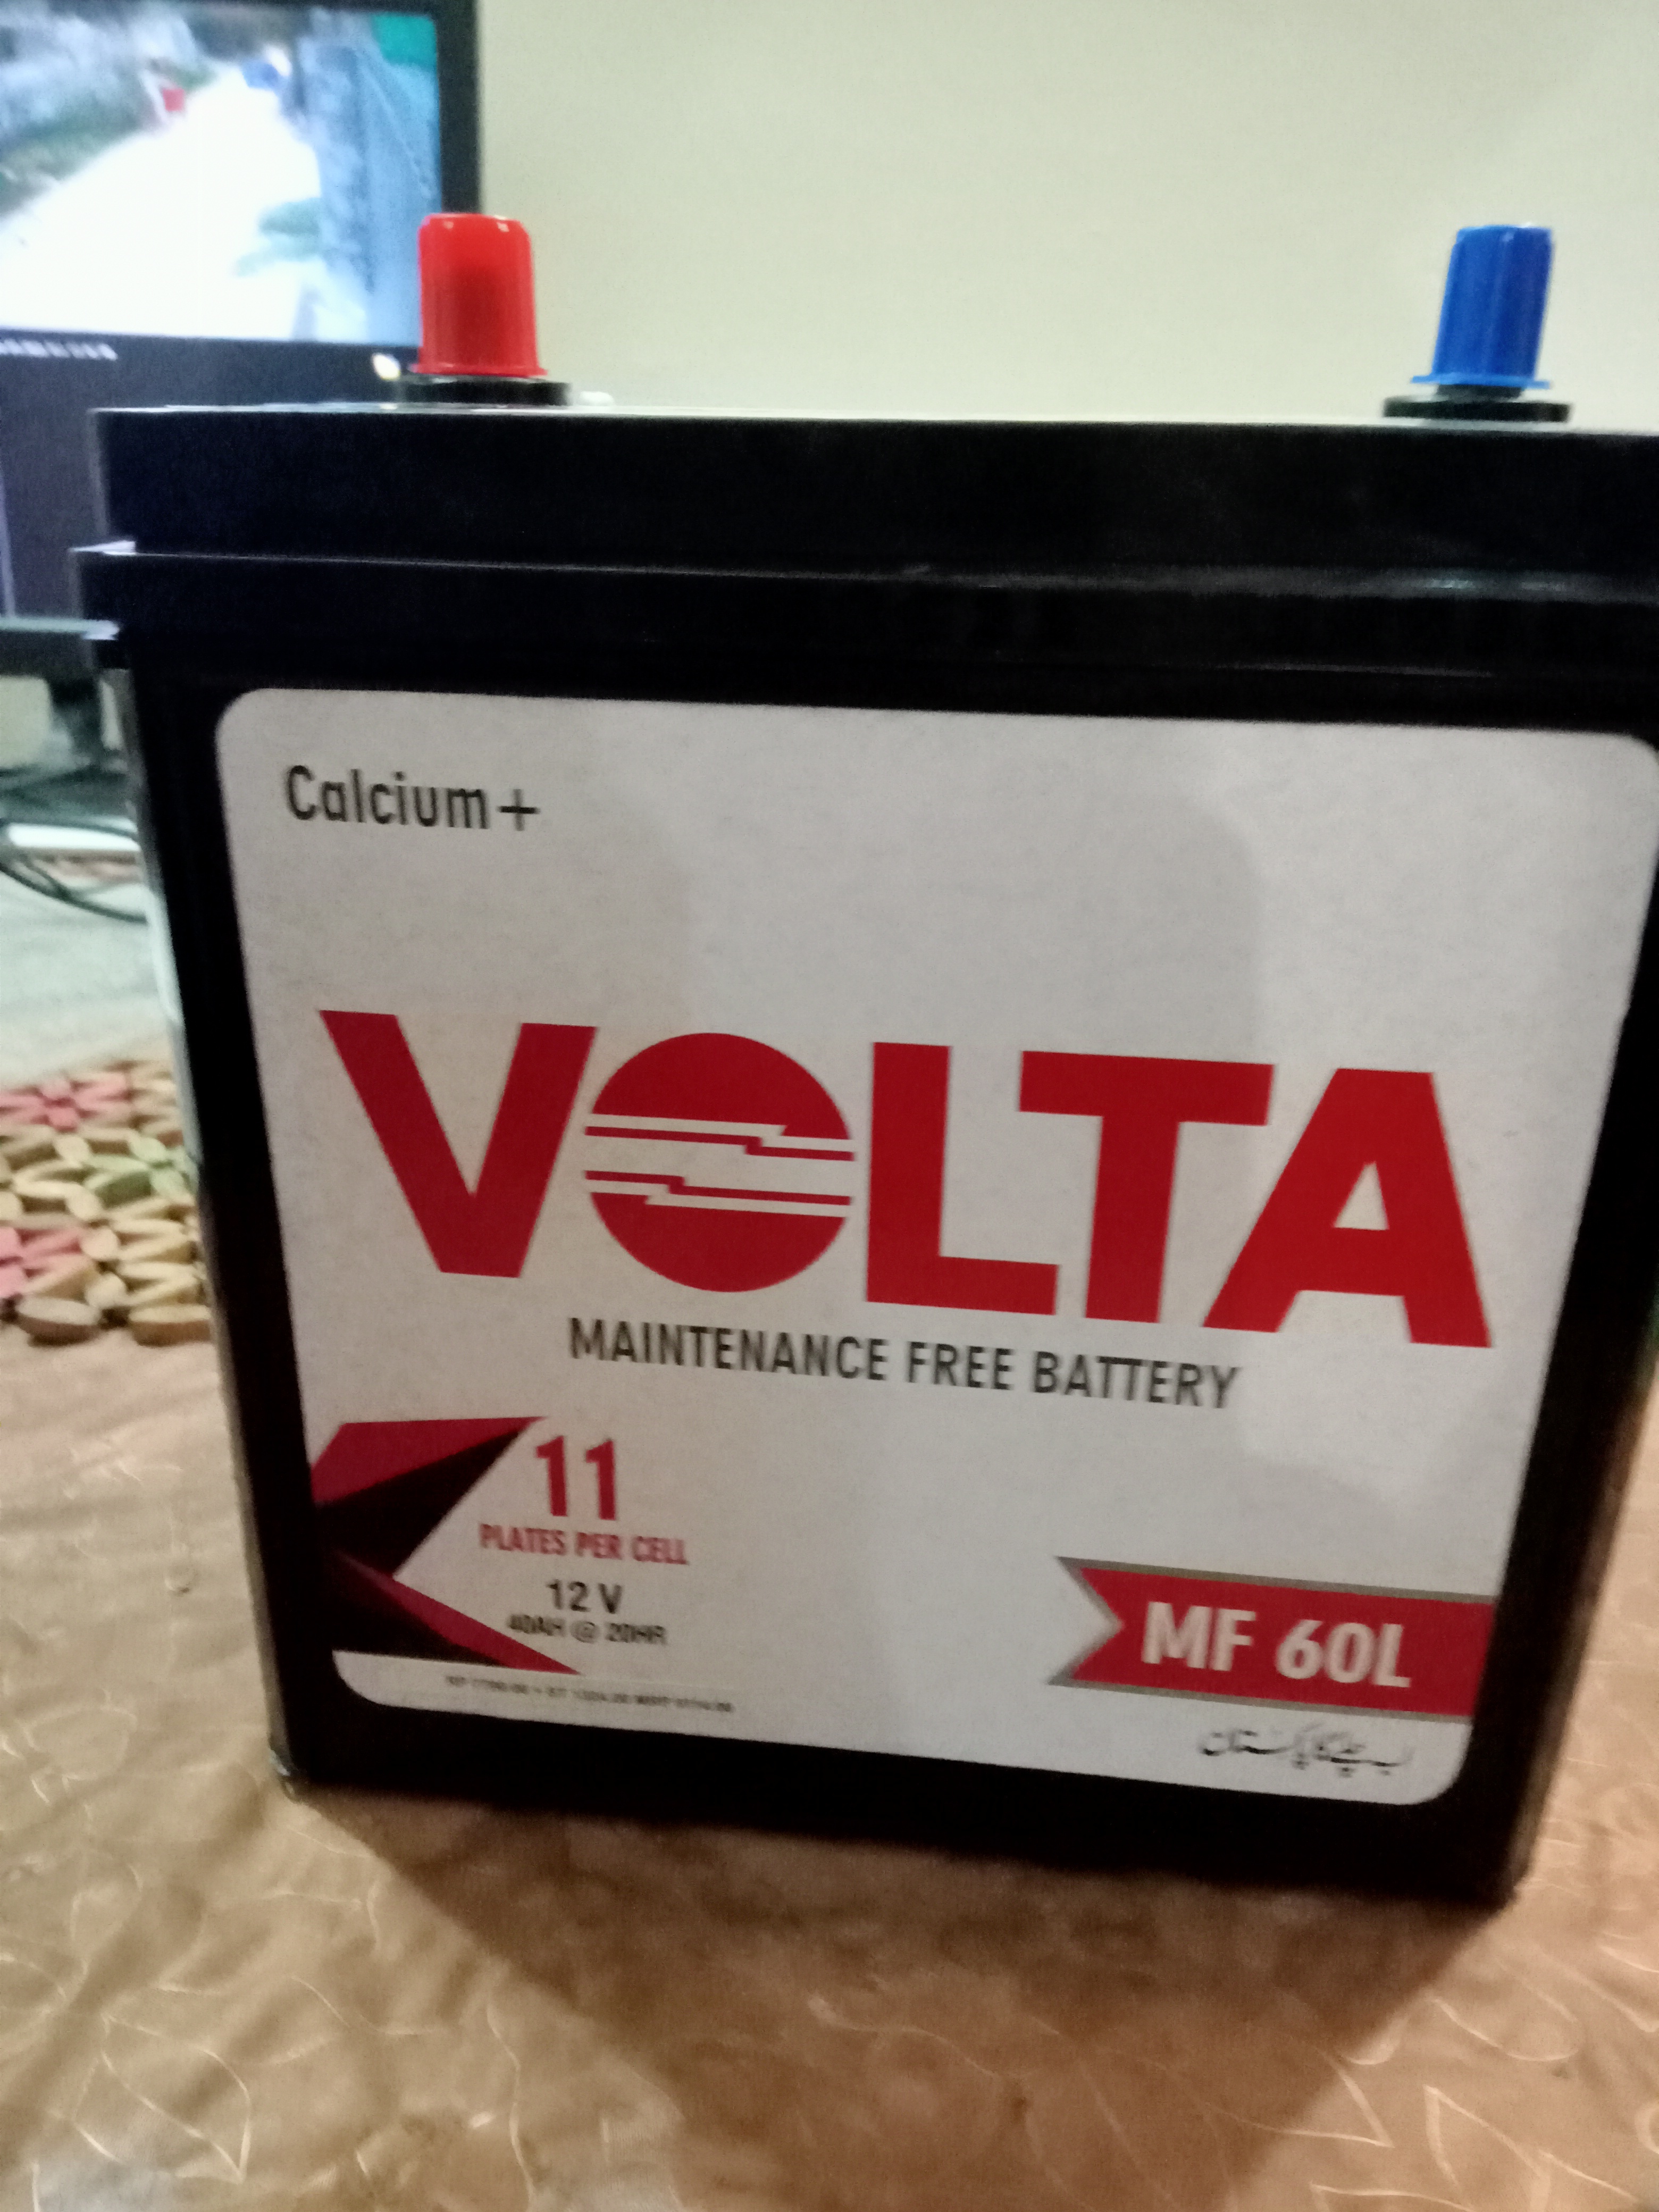 Calcium+
VOLTA
MAINTENANCE FREE BATTERY
11
PLATES PER CELL
12 V
40AH @ 20HR
MF 60L